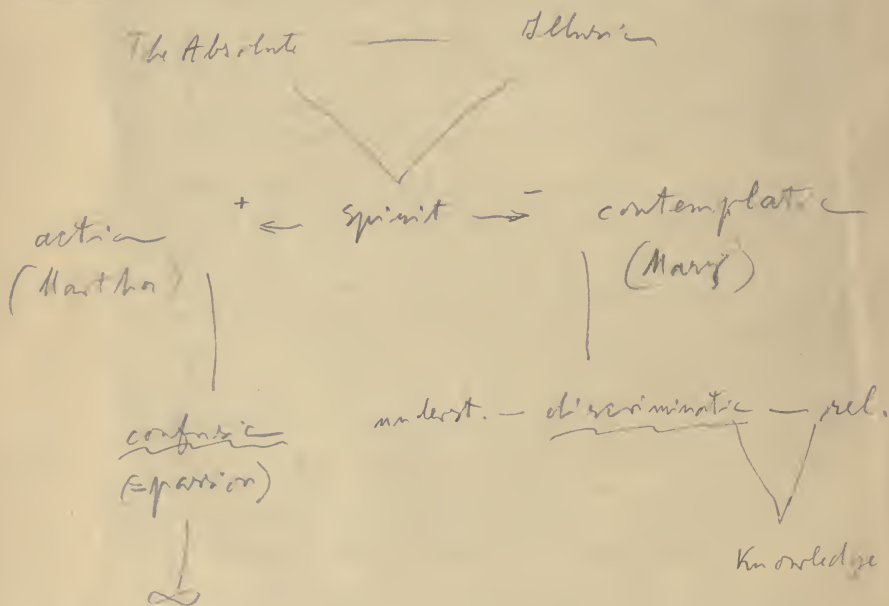 The Absolute — Illusion
+ ← spirit → -
action contemplation
(Martha) (Mary)
confusion underst. — discrimination — rel.
(= passion)
Knowledge
∞